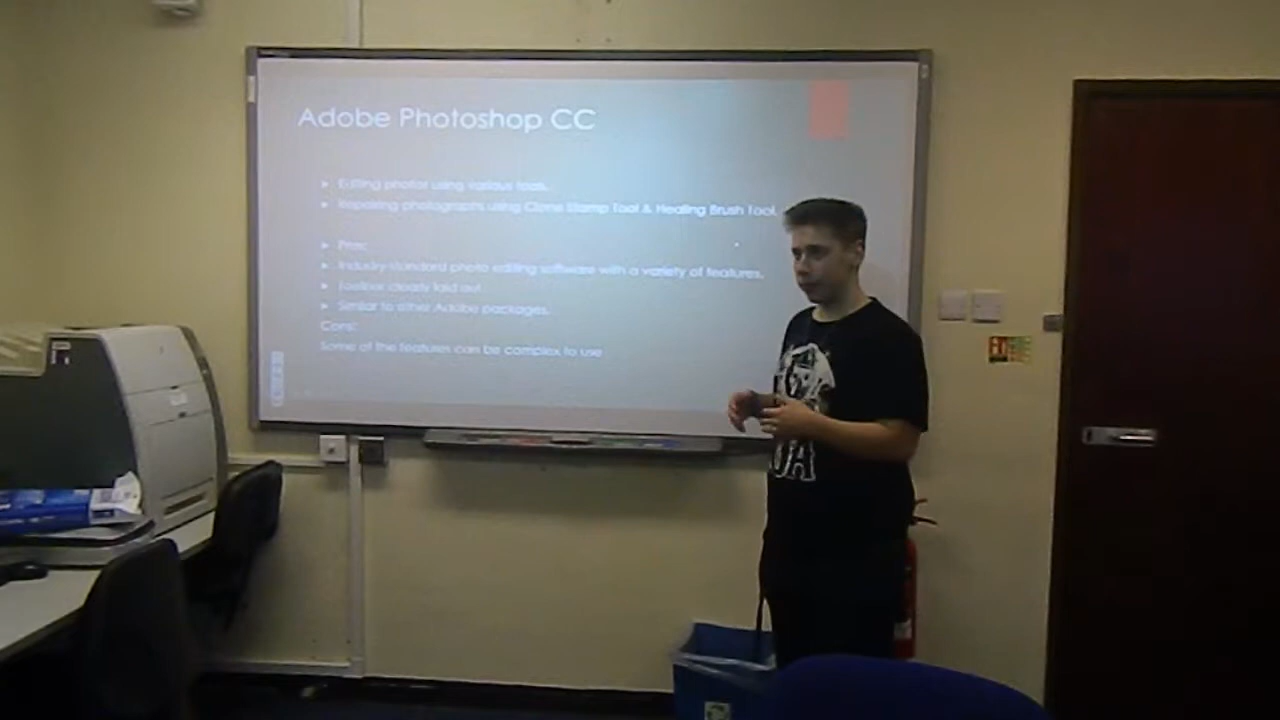 Adobe Photoshop CC
Editing photos using various tools.
Repairing photographs using Clone Stamp Tool & Healing Brush Tool.
Pros:
Industry-standard photo editing software with a variety of features.
Toolbar clearly laid out
Similar to other Adobe packages.
Cons:
Some of the features can be complex to use